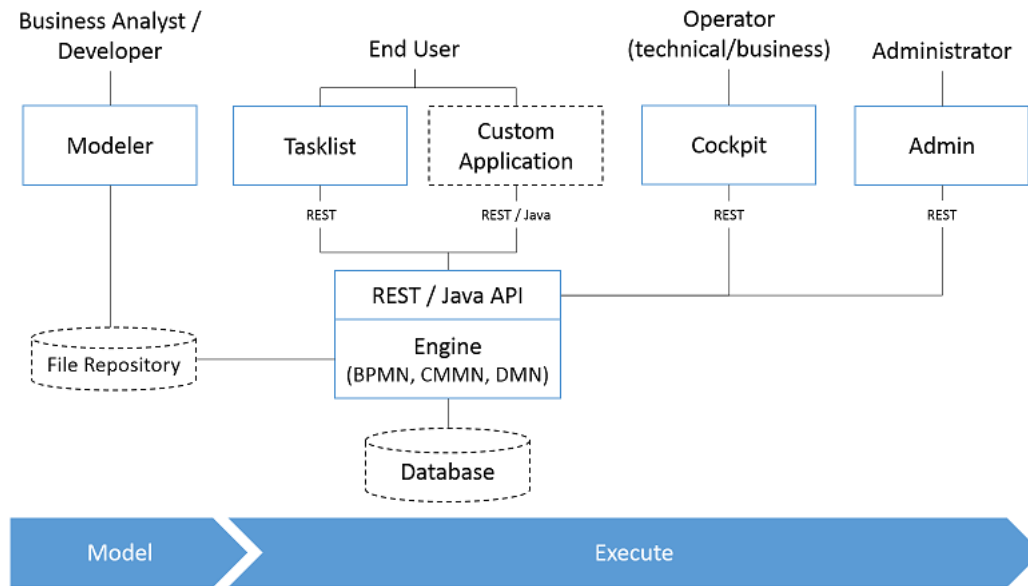 Business Analyst /
Developer
End User
Operator
(technical/business)
Administrator
Modeler
Tasklist
Custom
Application
Cockpit
Admin
REST
REST / Java
REST
REST
REST / Java API
File Repository
Engine
(BPMN, CMMN, DMN)
Database
Model
Execute